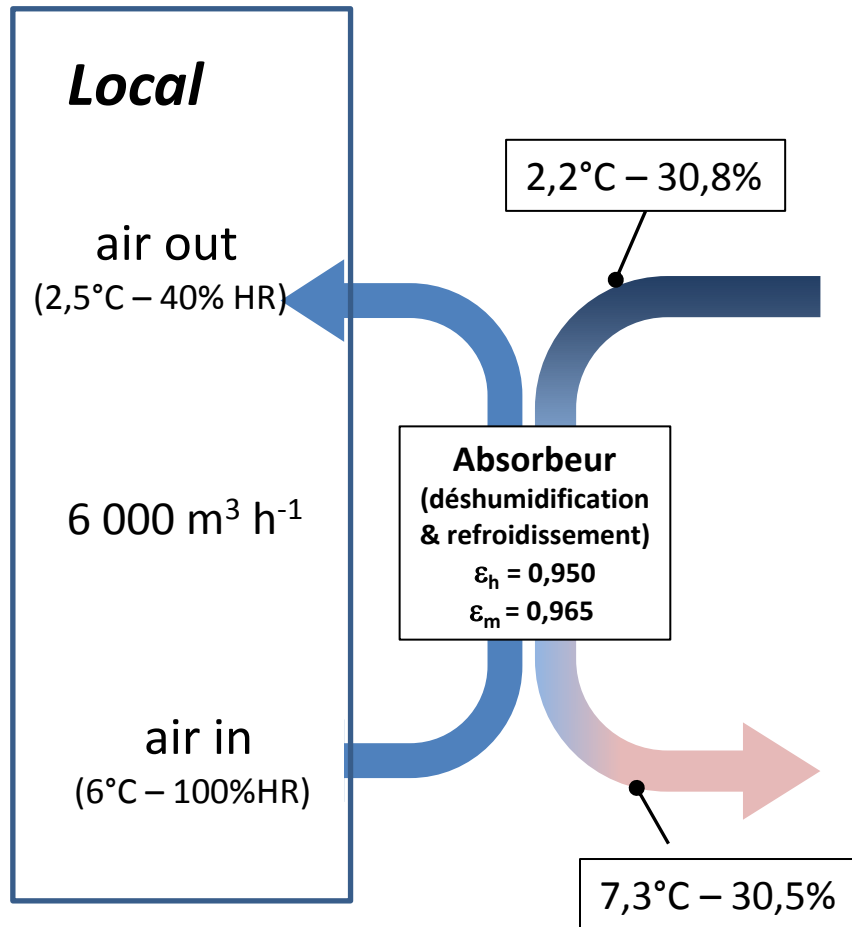 Local
2,2°C – 30,8%
air out
(2,5°C – 40% HR)
Absorbeur
(déshumidification
& refroidissement)
εh = 0,950
εm = 0,965
6 000 m³ h⁻¹
air in
(6°C – 100%HR)
7,3°C – 30,5%